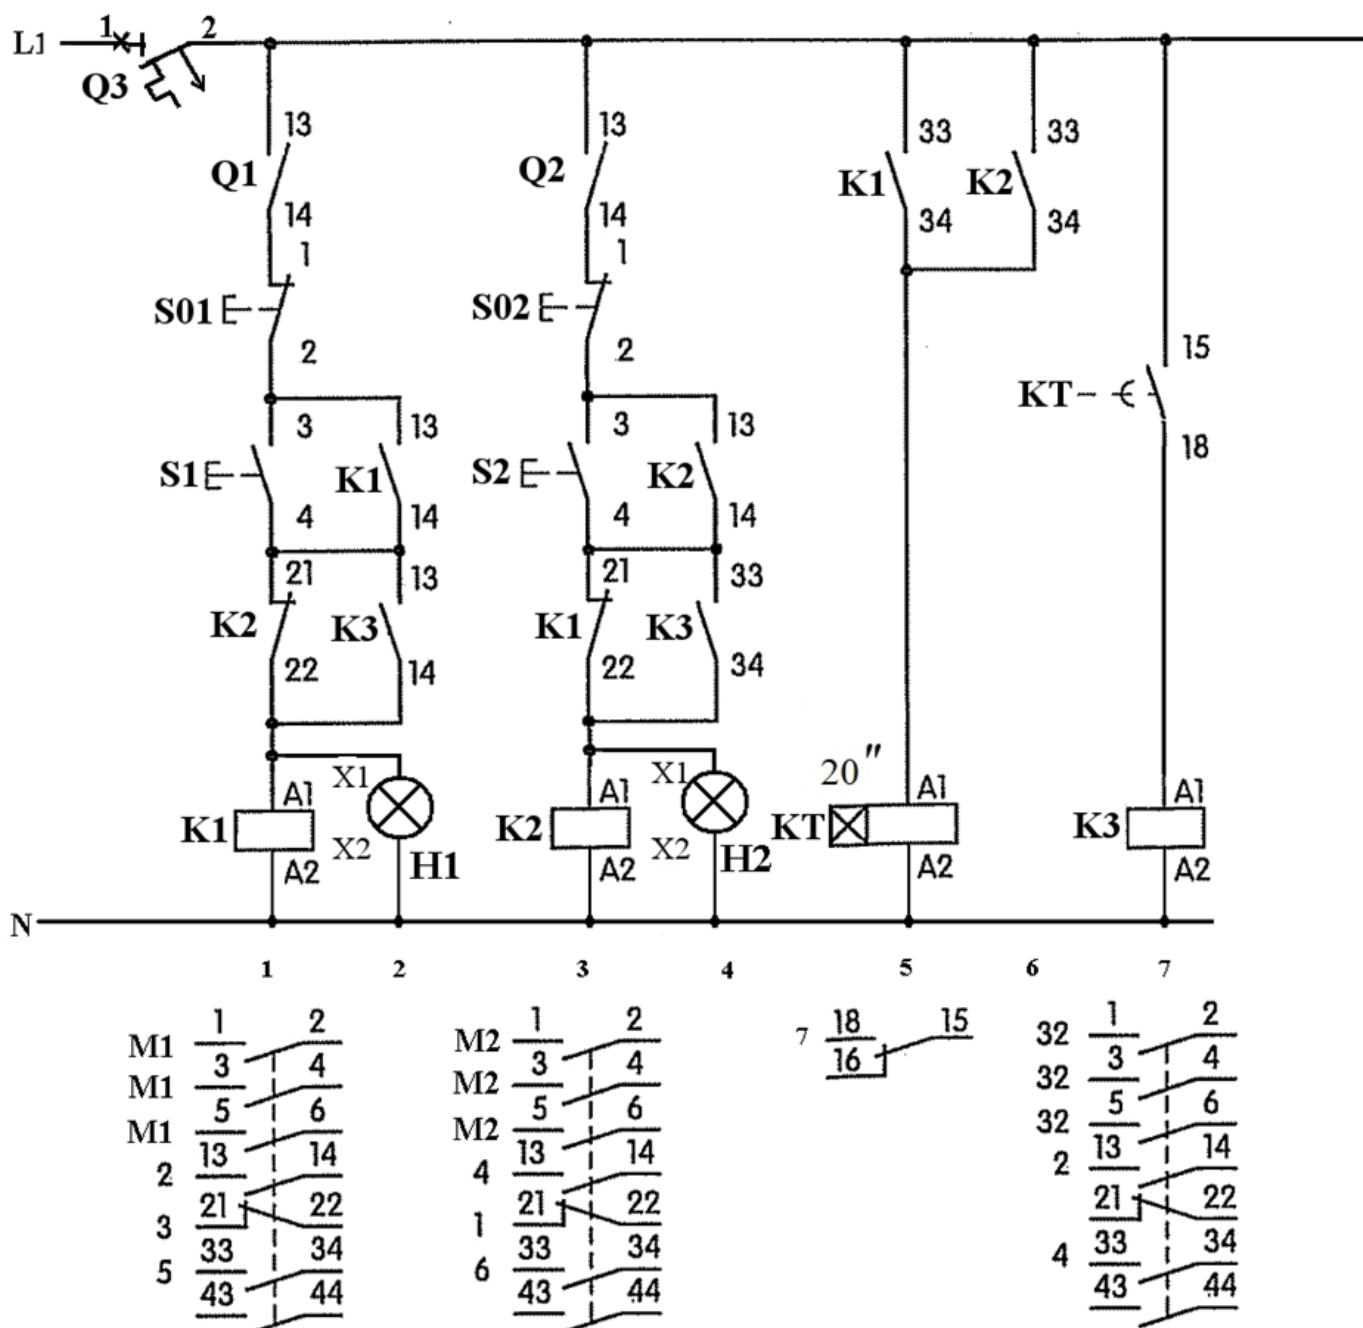 L1 1 2
Q3
13 13 33 33
Q1 Q2 K1 K2
14 14 34 34
1 1
S01 S02
2 2 15
KT
18
3 13 3 13
S1 K1 S2 K2
4 14 4 14
21 13 21 33
K2 K3 K1 K3
22 14 22 34
20"
X1 X1
A1 A1 A1 A1
K1 K2 KT K3
X2 X2
A2 H1 A2 H2 A2 A2
N
1 2 3 4 5 6 7
M1 1 2 M2 1 2 7 18 15 32 1 2
M1 3 4 M2 3 4 16 32 3 4
M1 5 6 M2 5 6 32 5 6
2 13 14 4 13 14 2 13 14
3 21 22 1 21 22 21 22
5 33 34 6 33 34 4 33 34
43 44 43 44 43 44